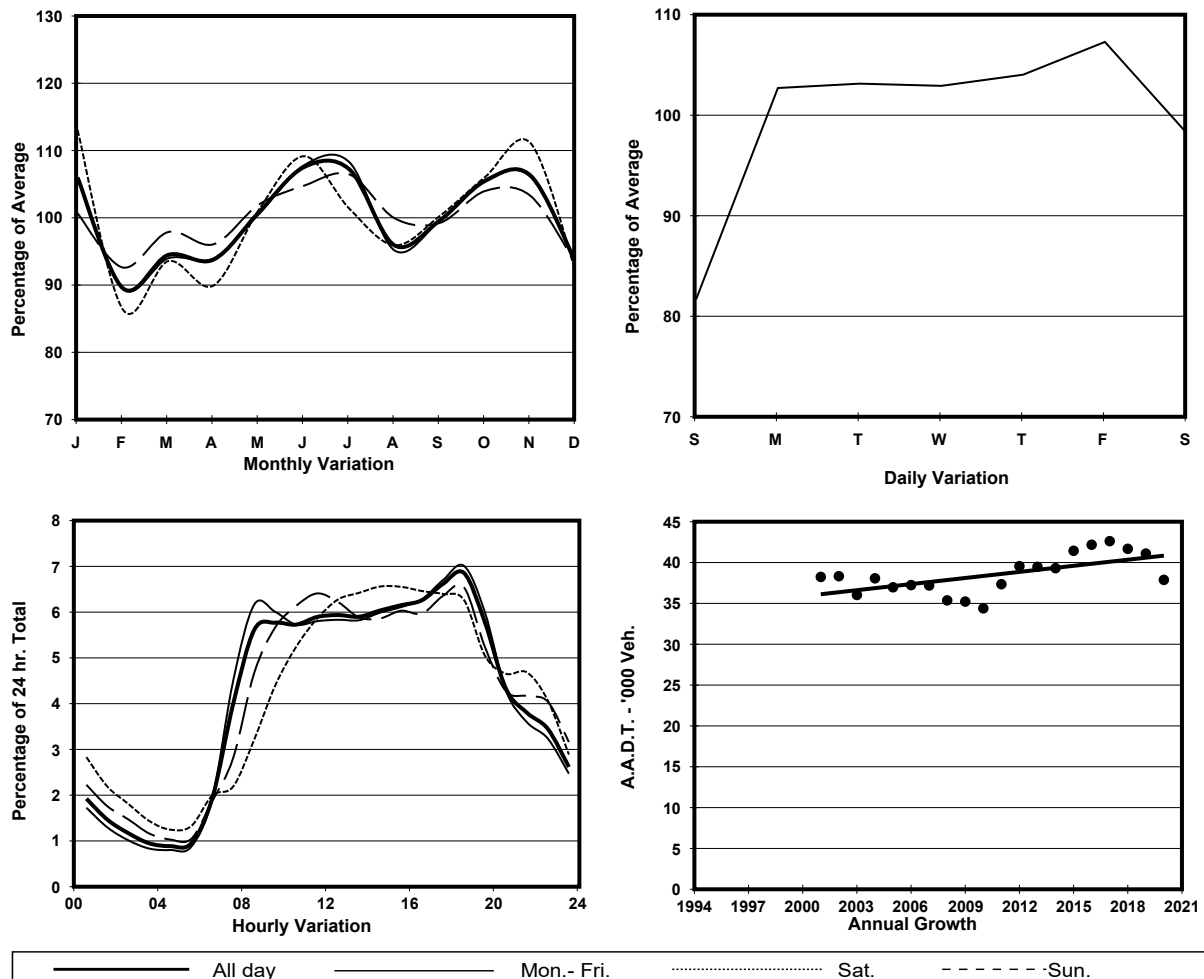 130
120
110
100
90
80
70
Percentage of Average
J F M A M J J A S O N D
Monthly Variation
110
100
90
80
70
Percentage of Average
S M T W T F S
Daily Variation
8
7
6
5
4
3
2
1
0
Percentage of 24 hr. Total
00 04 08 12 16 20 24
Hourly Variation
45
40
35
30
25
20
15
10
5
0
A.A.D.T. - '000 Veh.
1994 1997 2000 2003 2006 2009 2012 2015 2018 2021
Annual Growth
All day Mon.- Fri. Sat. Sun.